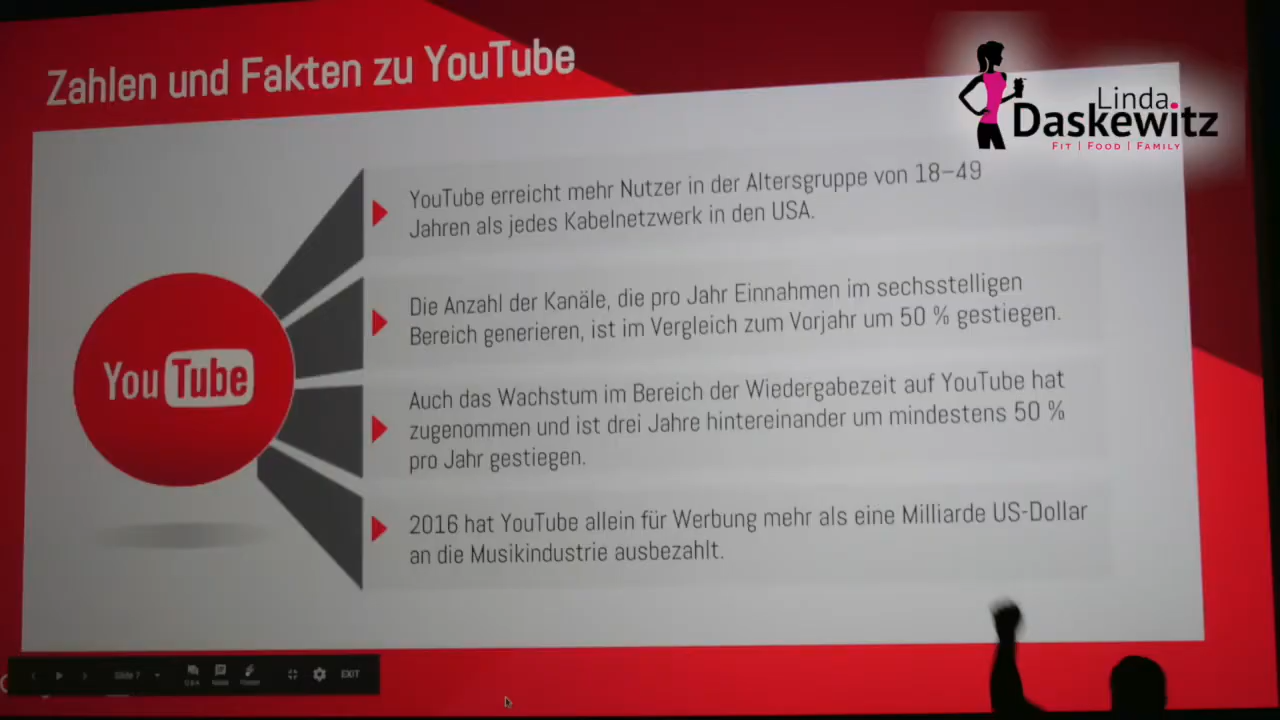 Zahlen und Fakten zu YouTube
Linda
Daskewitz
FIT | FOOD | FAMILY
YouTube erreicht mehr Nutzer in der Altersgruppe von 18–49
Jahren als jedes Kabelnetzwerk in den USA.
Die Anzahl der Kanäle, die pro Jahr Einnahmen im sechsstelligen
Bereich generieren, ist im Vergleich zum Vorjahr um 50 % gestiegen.
YouTube
Auch das Wachstum im Bereich der Wiedergabezeit auf YouTube hat
zugenommen und ist drei Jahre hintereinander um mindestens 50 %
pro Jahr gestiegen.
2016 hat YouTube allein für Werbung mehr als eine Milliarde US-Dollar
an die Musikindustrie ausbezahlt.
Slide 7
Q&A Notes Pointer
EXIT